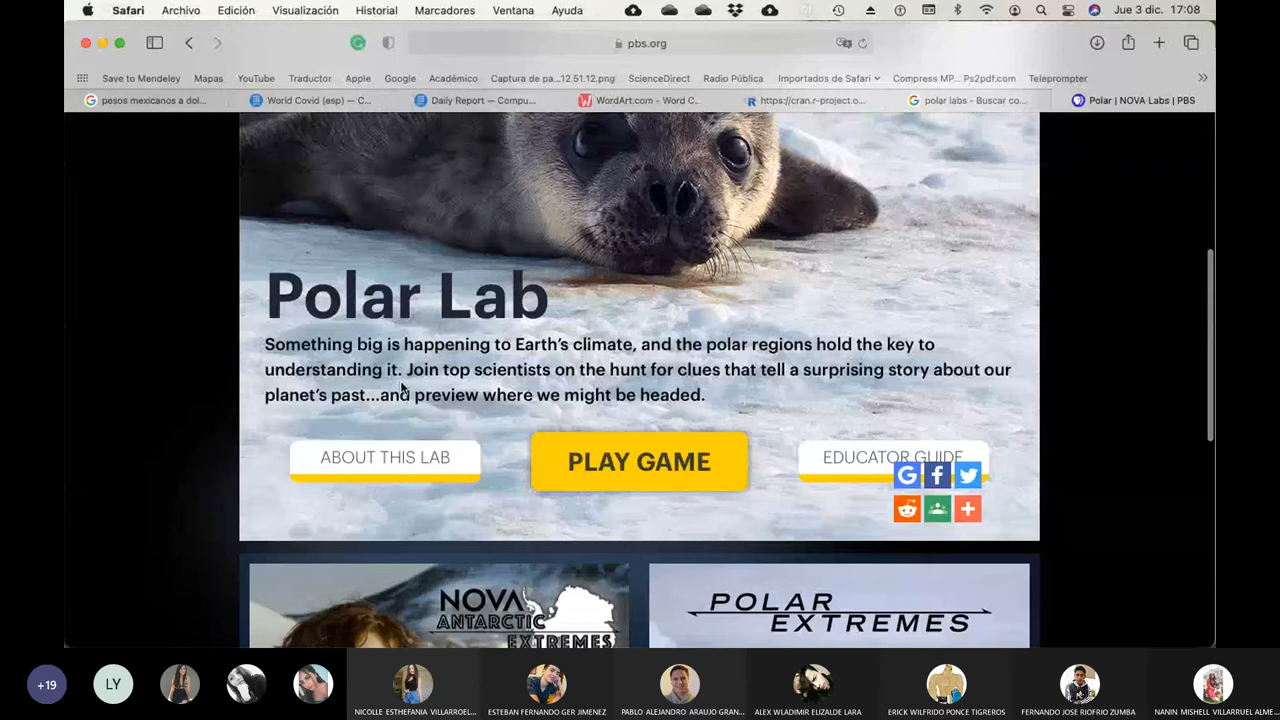 Safari Archivo Edición Visualización Historial Marcadores Ventana Ayuda Jue 3 dic. 17:08
pbs.org
Save to Mendeley Mapas YouTube Traductor Apple Google Académico Captura de pa...12.51.12.png ScienceDirect Radio Pública Importados de Safari Compress MP... Ps2pdf.com Teleprompter
pesos mexicanos a dol... World Covid (esp) — C... Daily Report — Compu... WordArt.com - Word C... https://cran.r-project.o... polar labs - Buscar co... Polar | NOVA Labs | PBS
Polar Lab
Something big is happening to Earth's climate, and the polar regions hold the key to
understanding it. Join top scientists on the hunt for clues that tell a surprising story about our
planet's past...and preview where we might be headed.
ABOUT THIS LAB PLAY GAME EDUCATOR GUIDE
NOVA
ANTARCTIC
EXTREMES
POLAR
EXTREMES
+19 LY
NICOLLE ESTHEFANIA VILLARROEL... ESTEBAN FERNANDO GER JIMENEZ PABLO ALEJANDRO ARAUJO GRAN... ALEX WLADIMIR ELIZALDE LARA ERICK WILFRIDO PONCE TIGREROS FERNANDO JOSE RIOFRIO ZUMBA NANIN MISHELL VILLARRUEL ALME...